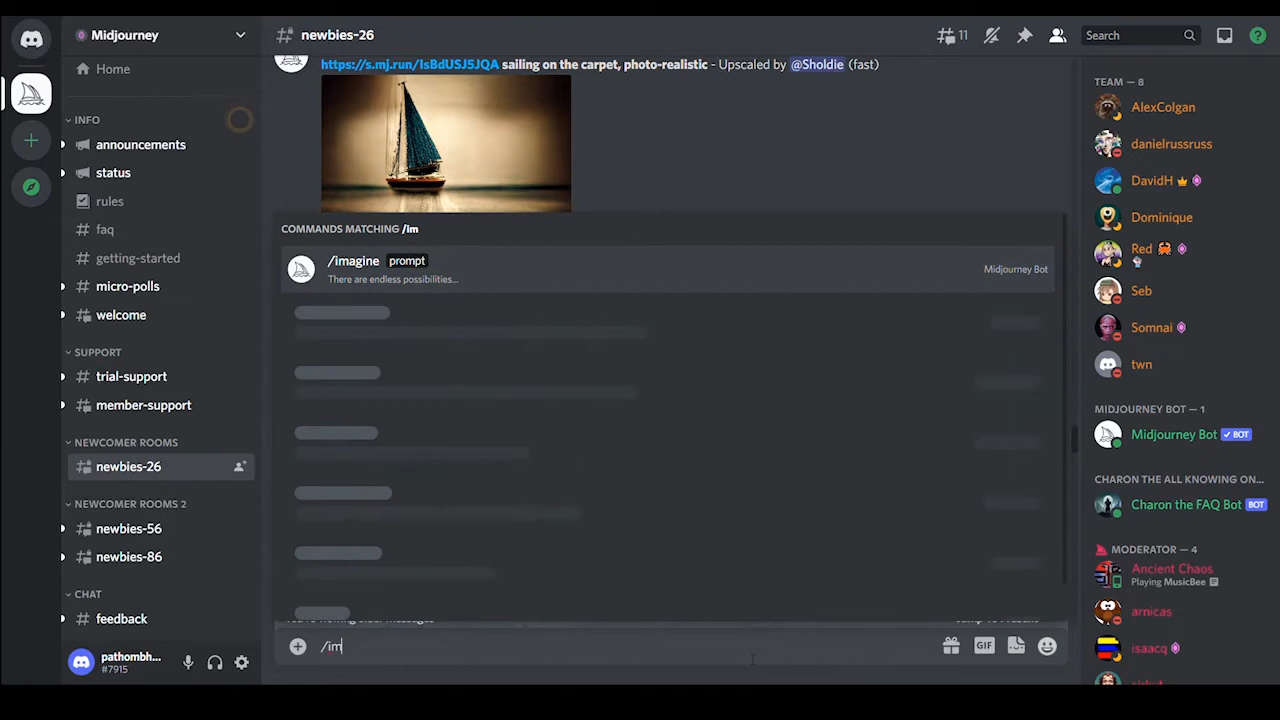 Midjourney
Home
INFO
announcements
status
rules
faq
getting-started
micro-polls
welcome
SUPPORT
trial-support
member-support
NEWCOMER ROOMS
newbies-26
NEWCOMER ROOMS 2
newbies-56
newbies-86
CHAT
feedback
pathombh...
#7915
newbies-26
11
Search
https://s.mj.run/IsBdUSJ5JQA sailing on the carpet, photo-realistic - Upscaled by @Sholdie (fast)
COMMANDS MATCHING /im
/imagine prompt
There are endless possibilities...
Midjourney Bot
/im
GIF
TEAM — 8
AlexColgan
danielrussruss
DavidH
Dominique
Red
Seb
Somnai
twn
MIDJOURNEY BOT — 1
Midjourney Bot ✓ BOT
CHARON THE ALL KNOWING ON...
Charon the FAQ Bot BOT
MODERATOR — 4
Ancient Chaos
Playing MusicBee
arnicas
isaacq